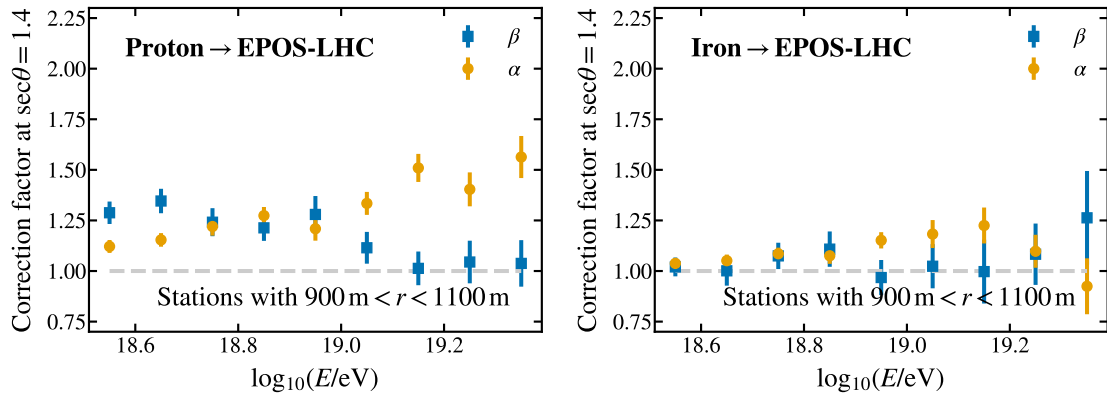 Correction factor at secθ = 1.4
2.25
2.00
1.75
1.50
1.25
1.00
0.75
Proton → EPOS-LHC
β
α
Stations with 900 m < r < 1100 m
18.6
18.8
19.0
19.2
log₁₀(E/eV)
Correction factor at secθ = 1.4
2.25
2.00
1.75
1.50
1.25
1.00
0.75
Iron → EPOS-LHC
β
α
Stations with 900 m < r < 1100 m
18.6
18.8
19.0
19.2
log₁₀(E/eV)